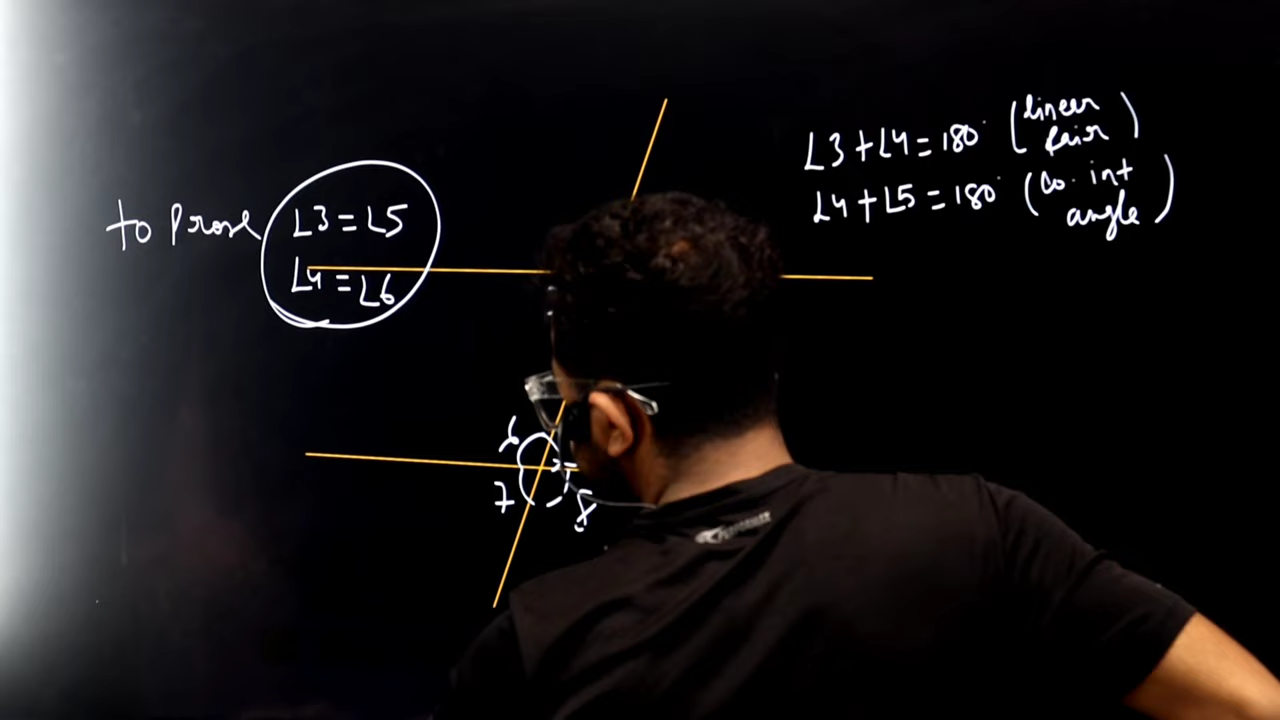 to Prove
∠3 = ∠5
∠4 = ∠6
∠3 + ∠4 = 180° (linear pair)
∠4 + ∠5 = 180° (co. int angle)
6
7
8